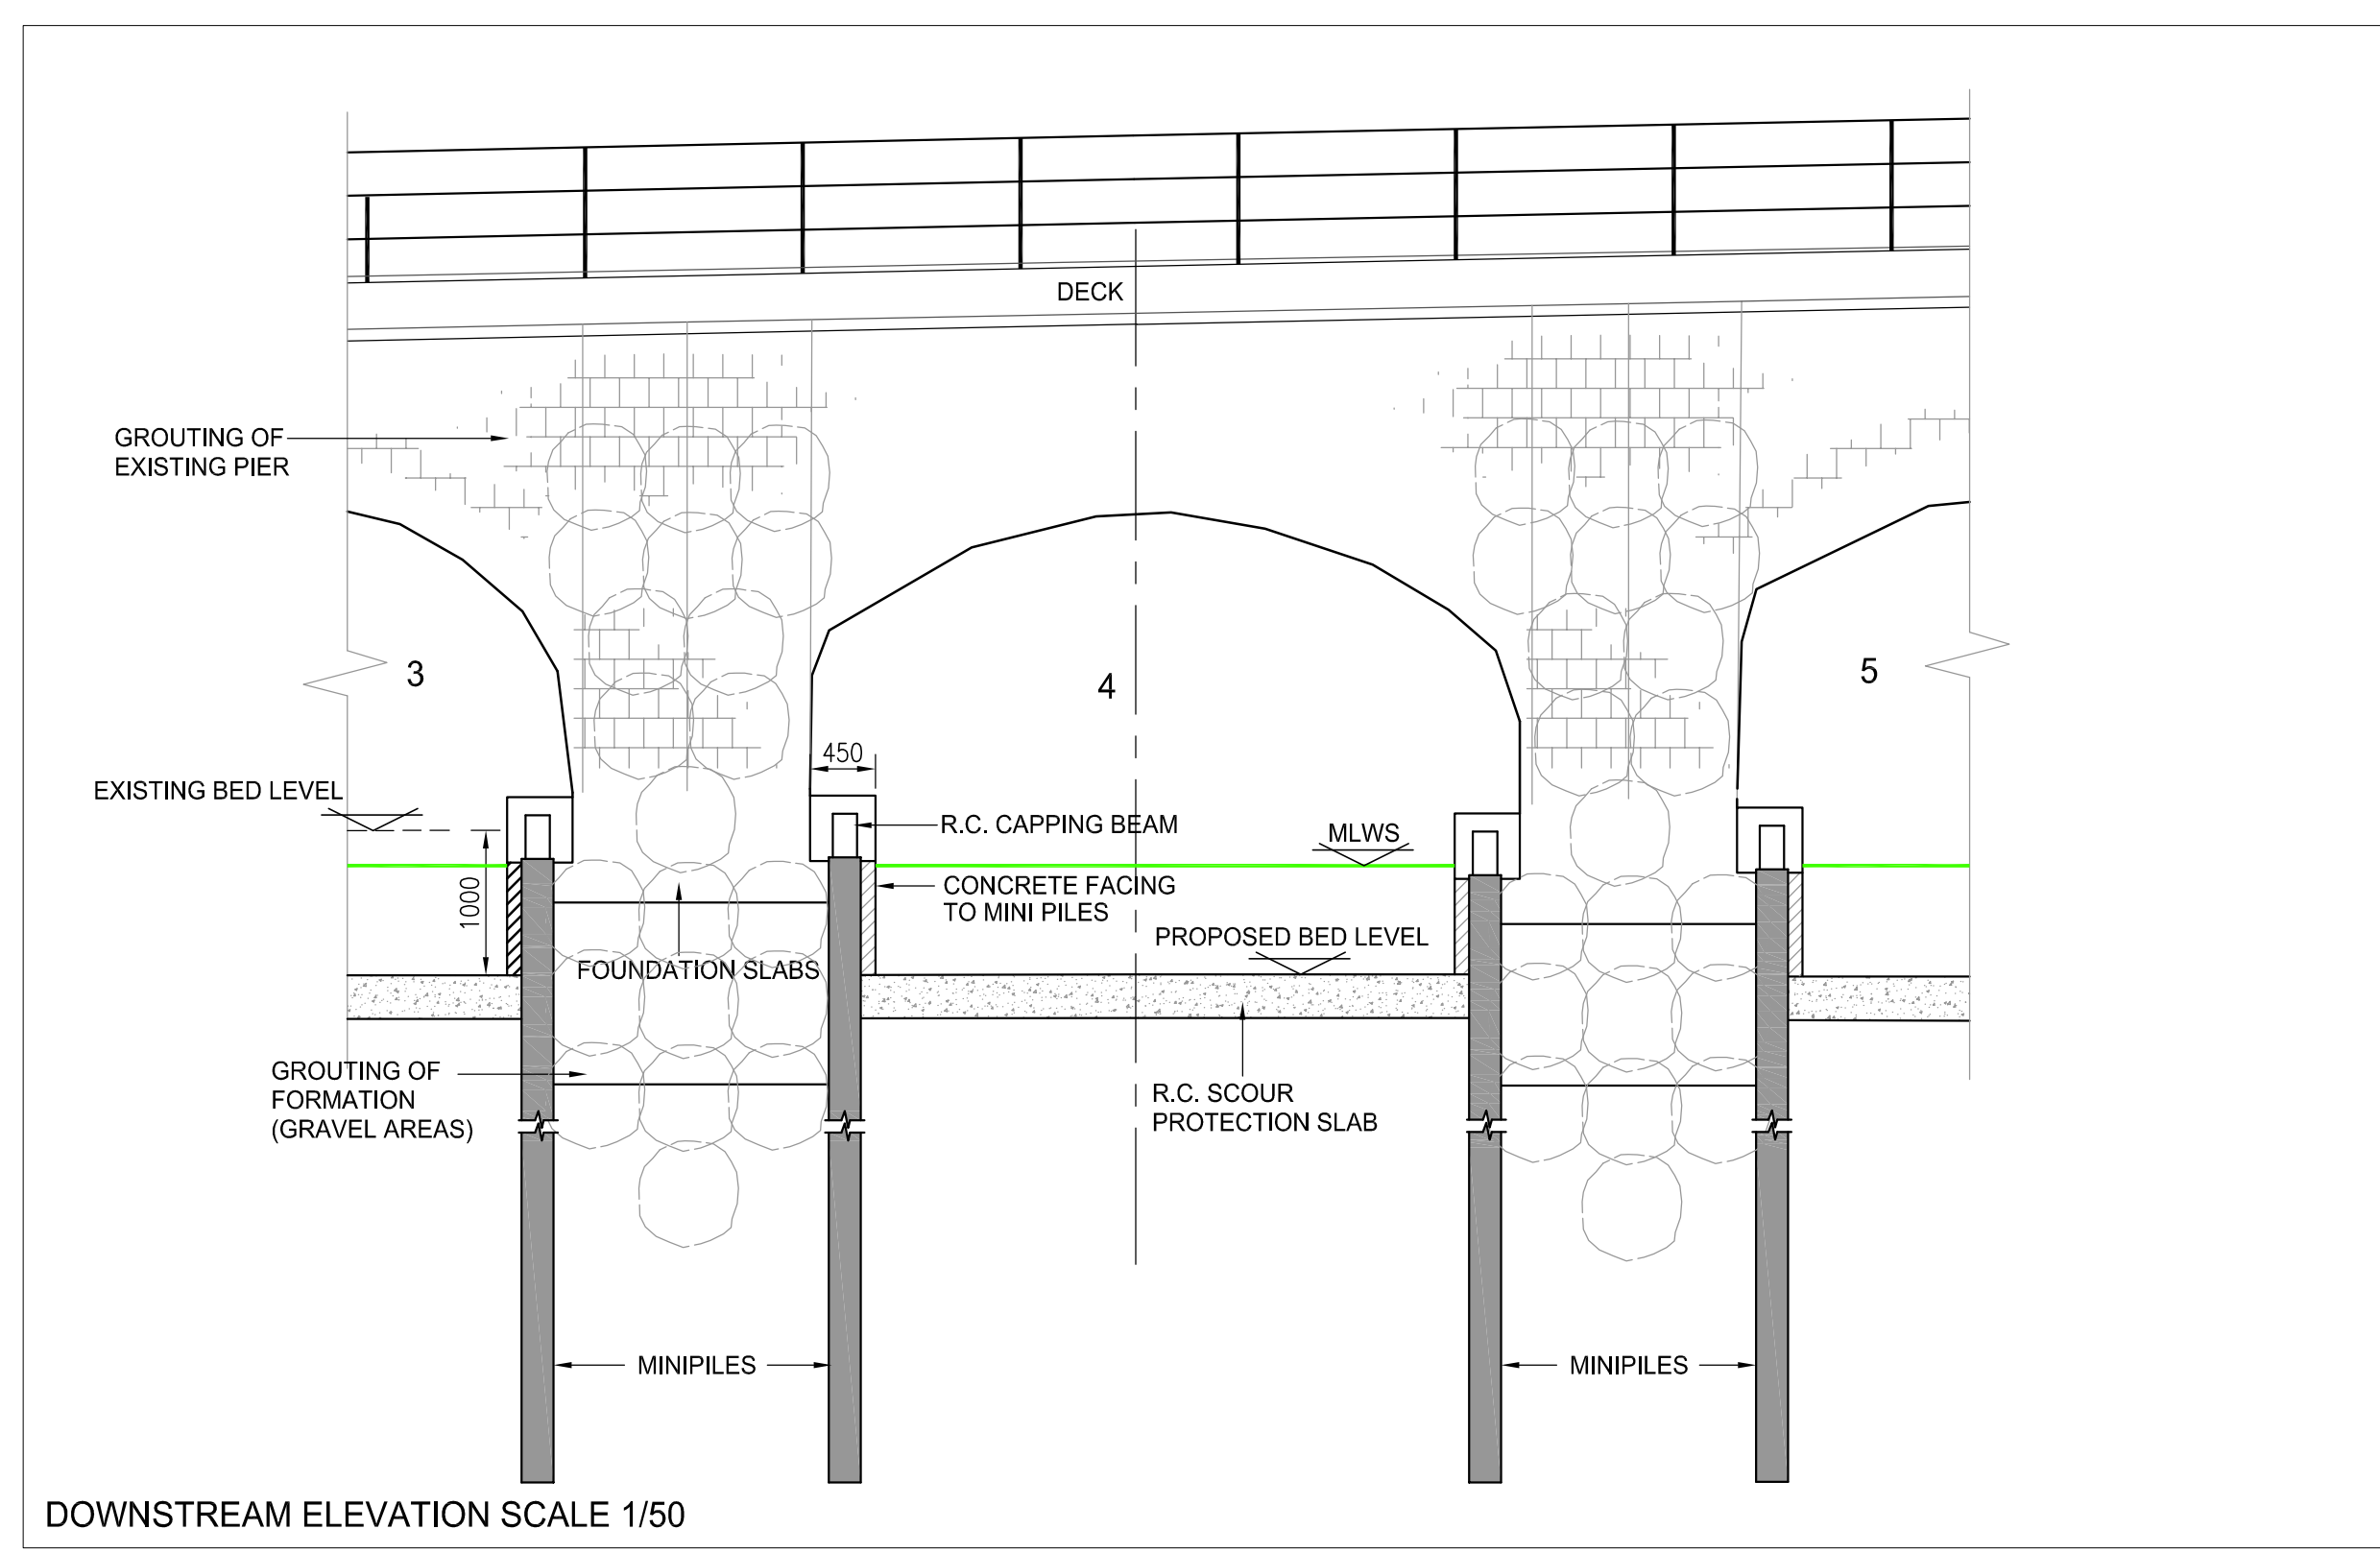 DECK
GROUTING OF
EXISTING PIER
3
4
5
450
EXISTING BED LEVEL
R.C. CAPPING BEAM
MLWS
1000
CONCRETE FACING
TO MINI PILES
PROPOSED BED LEVEL
FOUNDATION SLABS
GROUTING OF
FORMATION
(GRAVEL AREAS)
R.C. SCOUR
PROTECTION SLAB
MINIPILES
MINIPILES
DOWNSTREAM ELEVATION SCALE 1/50